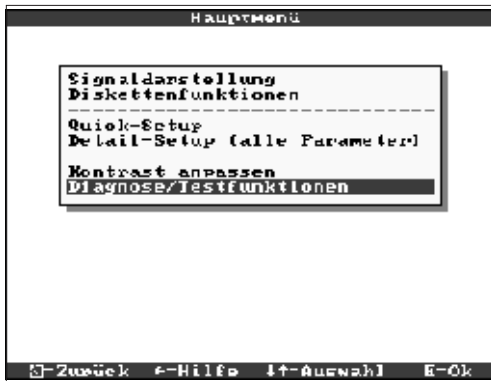 Hauptmenü
Signaldarstellung
Diskettenfunktionen
Quick-Setup
Detail-Setup (alle Parameter)
Kontrast anpassen
Diagnose/Testfunktionen
-Zurück ←-Hilfe ↓↑-Auswahl E-Ok